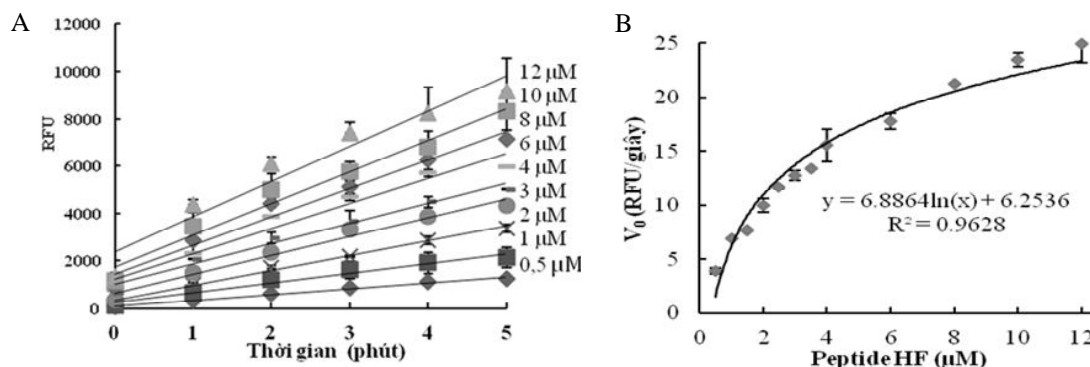 A
12000
10000
8000
6000
4000
2000
0
RFU
0
1
2
3
4
5
Thời gian (phút)
12 μM
10 μM
8 μM
6 μM
4 μM
3 μM
2 μM
1 μM
0,5 μM
B
25
20
15
10
5
0
V₀ (RFU/giây)
y = 6.8864ln(x) + 6.2536
R² = 0.9628
0
2
4
6
8
10
12
Peptide HF (μM)